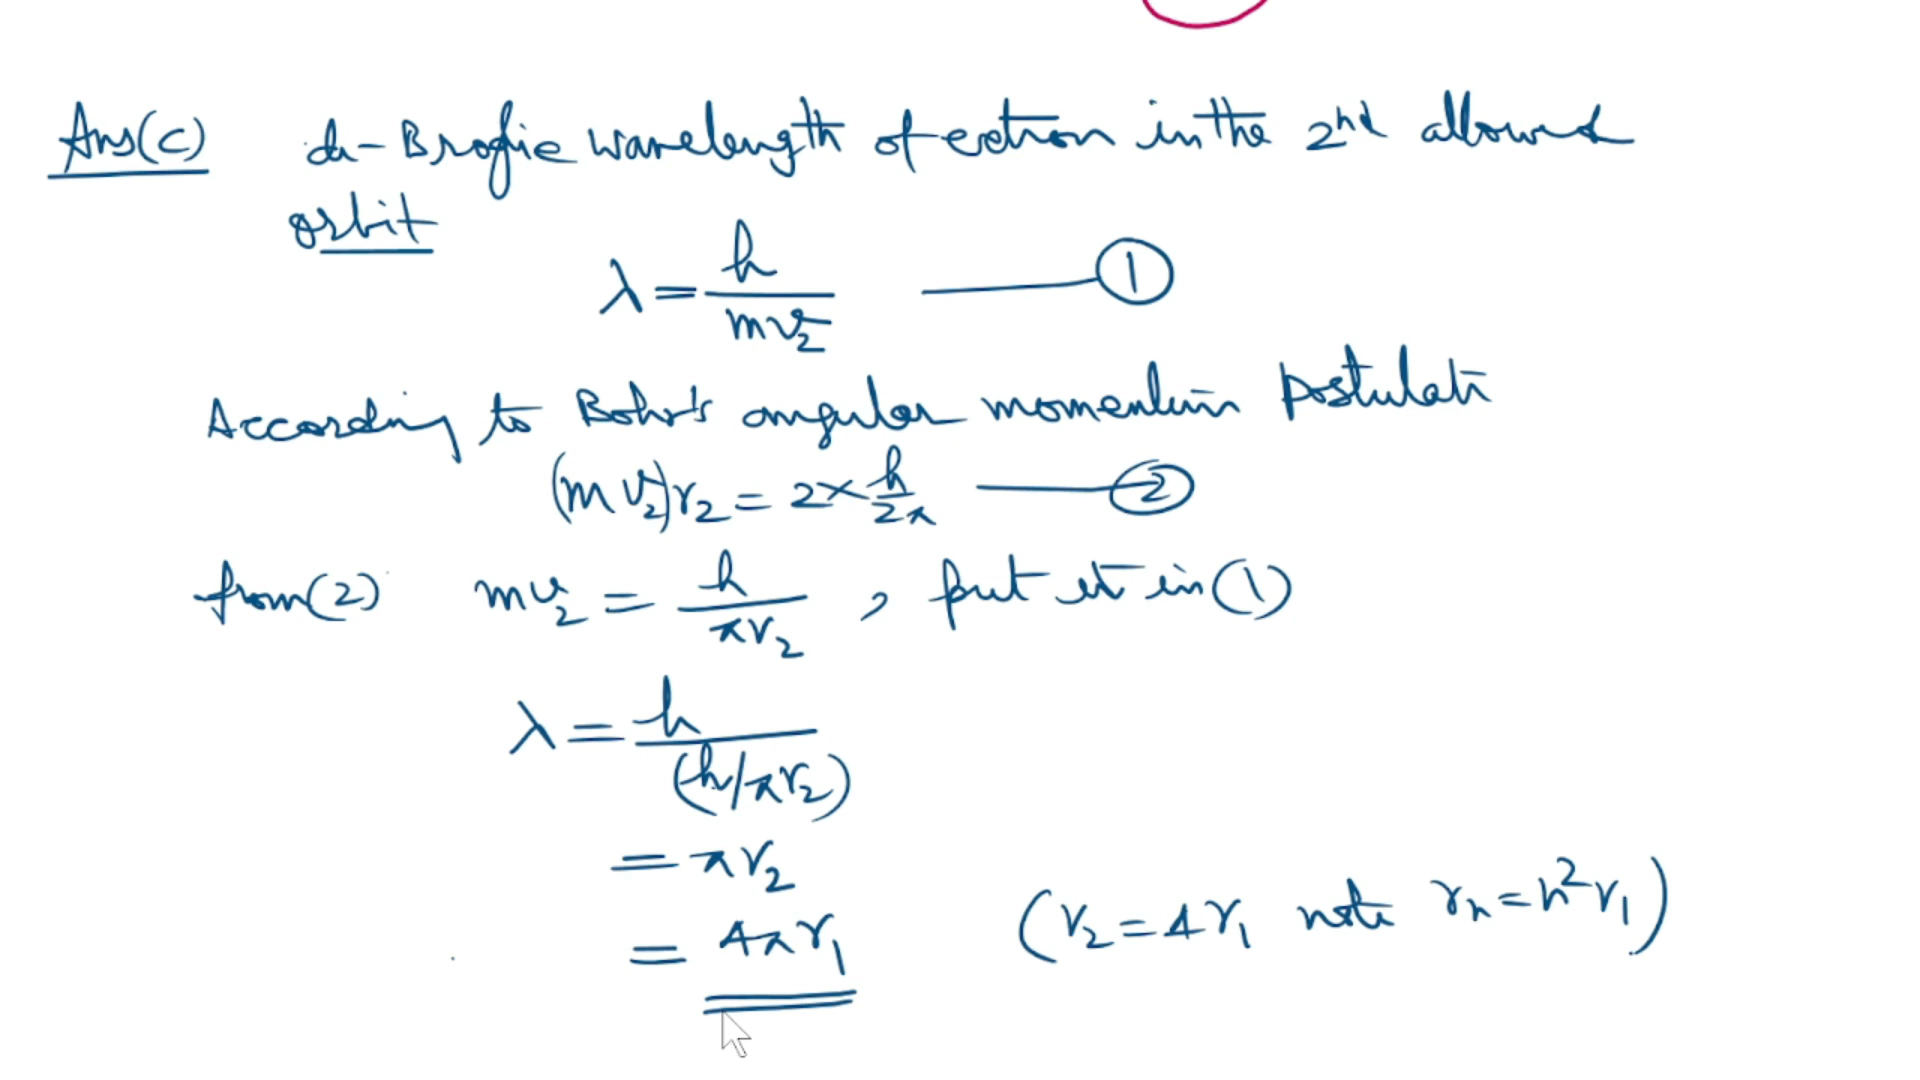 Ans(c) de-Broglie wavelength of ectron in the 2nd allowed
orbit
λ = h/mv₂ ——— ①
According to Bohr's angular momentum Postulate
(mv₂)r₂ = 2 × h/2π ——— ②
from (2) mv₂ = h/πr₂ , put it in (1)
λ = h/(h/πr₂)
= πr₂
= 4πr₁ (r₂ = 4r₁ note rₙ = n²r₁)